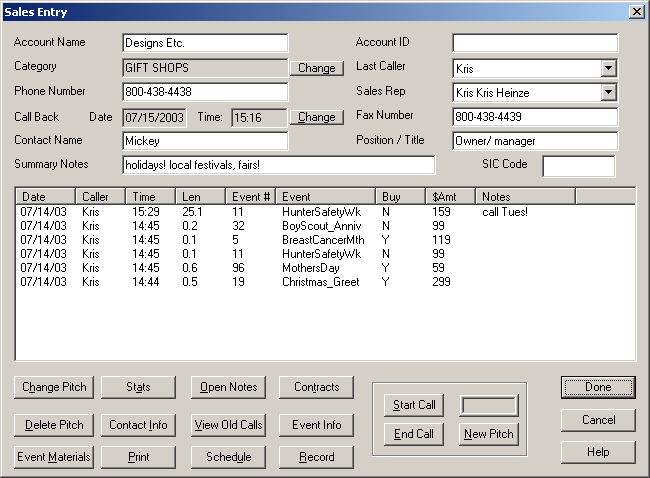 Sales Entry
Account Name Designs Etc. Account ID
Category GIFT SHOPS Change Last Caller Kris
Phone Number 800-438-4438 Sales Rep Kris Kris Heinze
Call Back Date 07/15/2003 Time: 15:16 Change Fax Number 800-438-4439
Contact Name Mickey Position / Title Owner/ manager
Summary Notes holidays! local festivals, fairs! SIC Code
Date Caller Time Len Event # Event Buy $Amt Notes
07/14/03 Kris 15:29 25.1 11 HunterSafetyWk N 159 call Tues!
07/14/03 Kris 14:45 0.2 32 BoyScout_Anniv N 99
07/14/03 Kris 14:45 0.1 5 BreastCancerMth Y 119
07/14/03 Kris 14:45 0.1 11 HunterSafetyWk N 99
07/14/03 Kris 14:45 0.6 96 MothersDay Y 59
07/14/03 Kris 14:44 0.5 19 Christmas_Greet Y 299
Change Pitch Stats Open Notes Contracts Done
Start Call
Delete Pitch Contact Info View Old Calls Event Info Cancel
End Call New Pitch
Event Materials Print Schedule Record Help